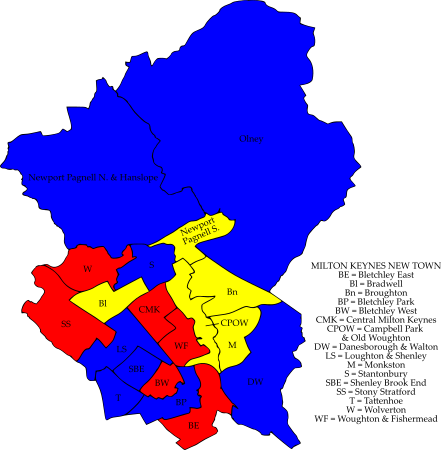 Olney
Newport Pagnell N. & Hanslope
Newport
Pagnell S.
W
S
BI
Bn
SS
CMK
CPOW
WF
M
LS
SBE
BW
DW
T
BP
BE
MILTON KEYNES NEW TOWN
BE = Bletchley East
BI = Bradwell
Bn = Broughton
BP = Bletchley Park
BW = Bletchley West
CMK = Central Milton Keynes
CPOW = Campbell Park
& Old Woughton
DW = Danesborough & Walton
LS = Loughton & Shenley
M = Monkston
S = Stantonbury
SBE = Shenley Brook End
SS = Stony Stratford
T = Tattenhoe
W = Wolverton
WF = Woughton & Fishermead